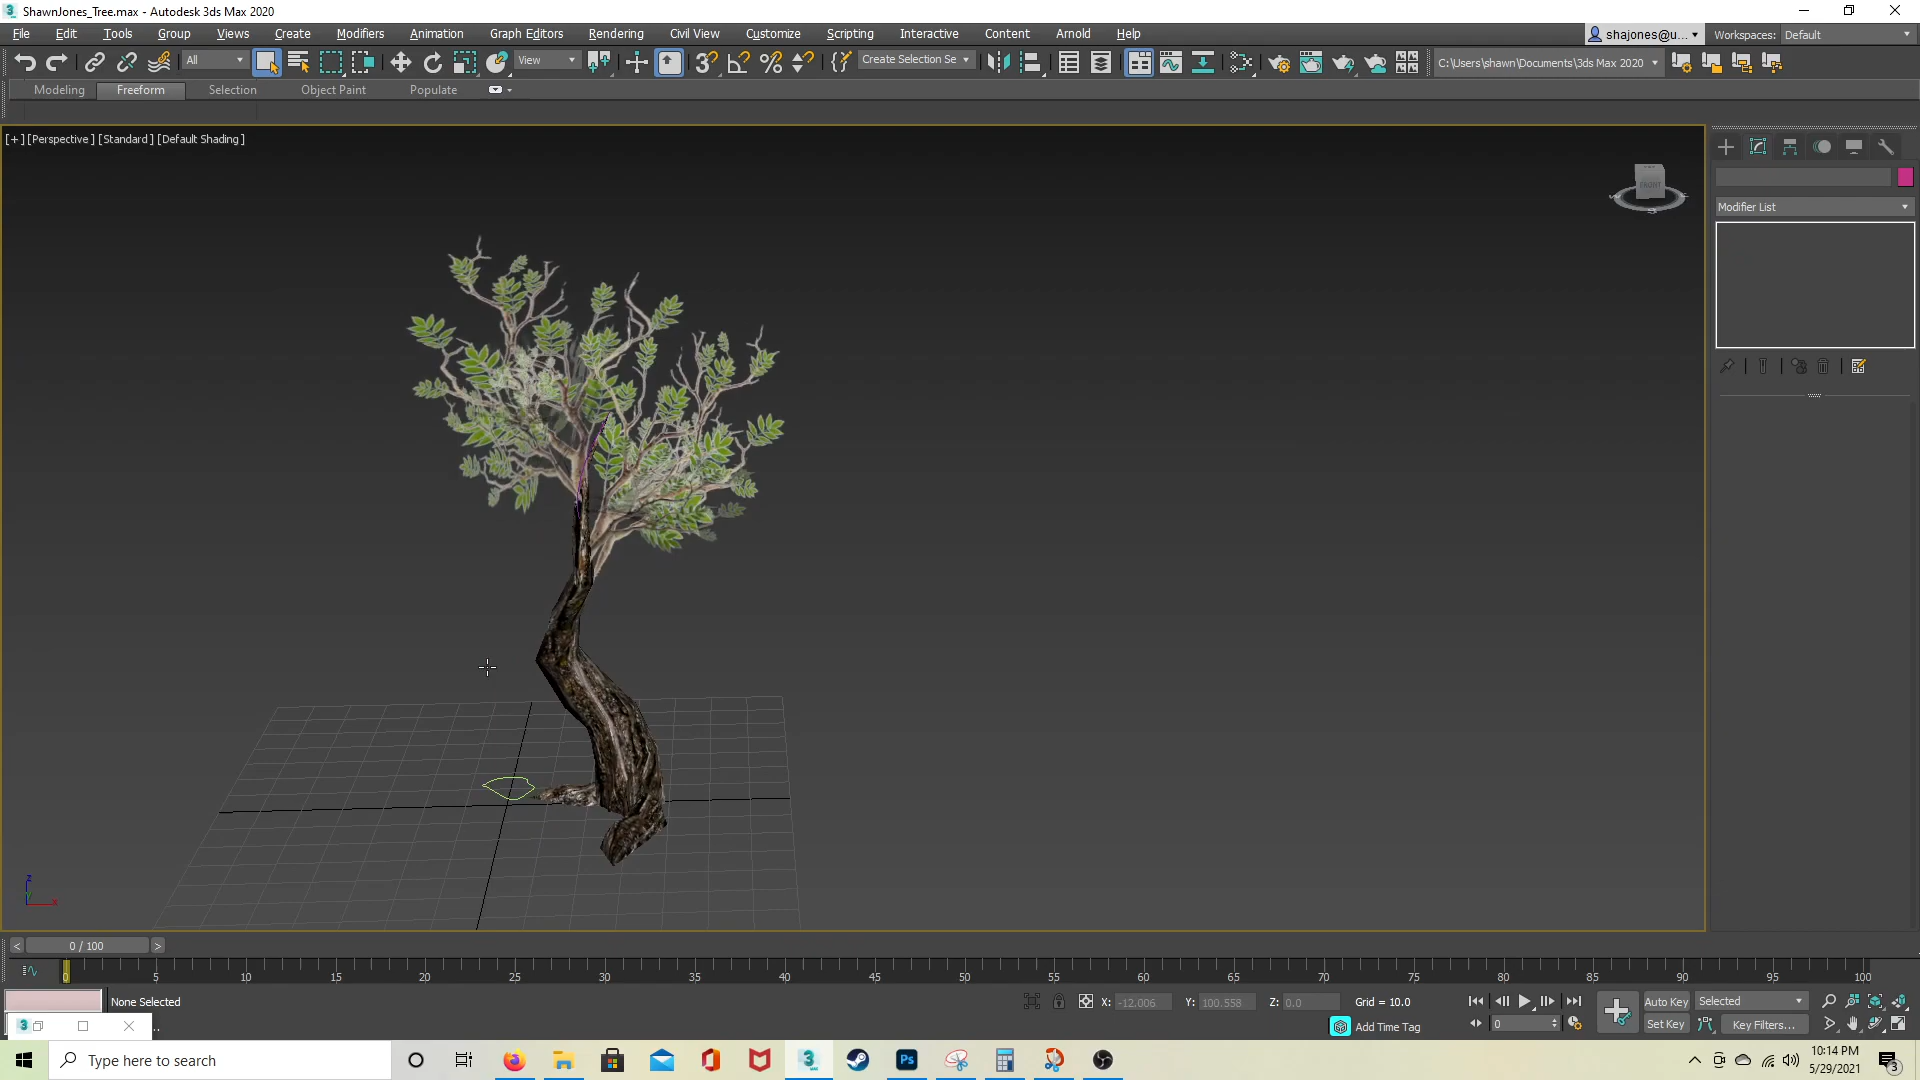 ShawnJones_Tree.max - Autodesk 3ds Max 2020
File Edit Tools Group Views Create Modifiers Animation Graph Editors Rendering Civil View Customize Scripting Interactive Content Arnold Help shajones@u... Workspaces: Default
All View Create Selection Se C:\Users\shawn\Documents\3ds Max 2020
Modeling Freeform Selection Object Paint Populate
[+] [Perspective] [Standard] [Default Shading]
FRONT
Modifier List
z
x
< 0 / 100 >
0 5 10 15 20 25 30 35 40 45 50 55 60 65 70 75 80 85 90 95 100
None Selected X: -12.006 Y: 100.558 Z: 0.0 Grid = 10.0 Auto Key Selected
Add Time Tag 0 Set Key Key Filters...
Type here to search
10:14 PM
5/29/2021
3